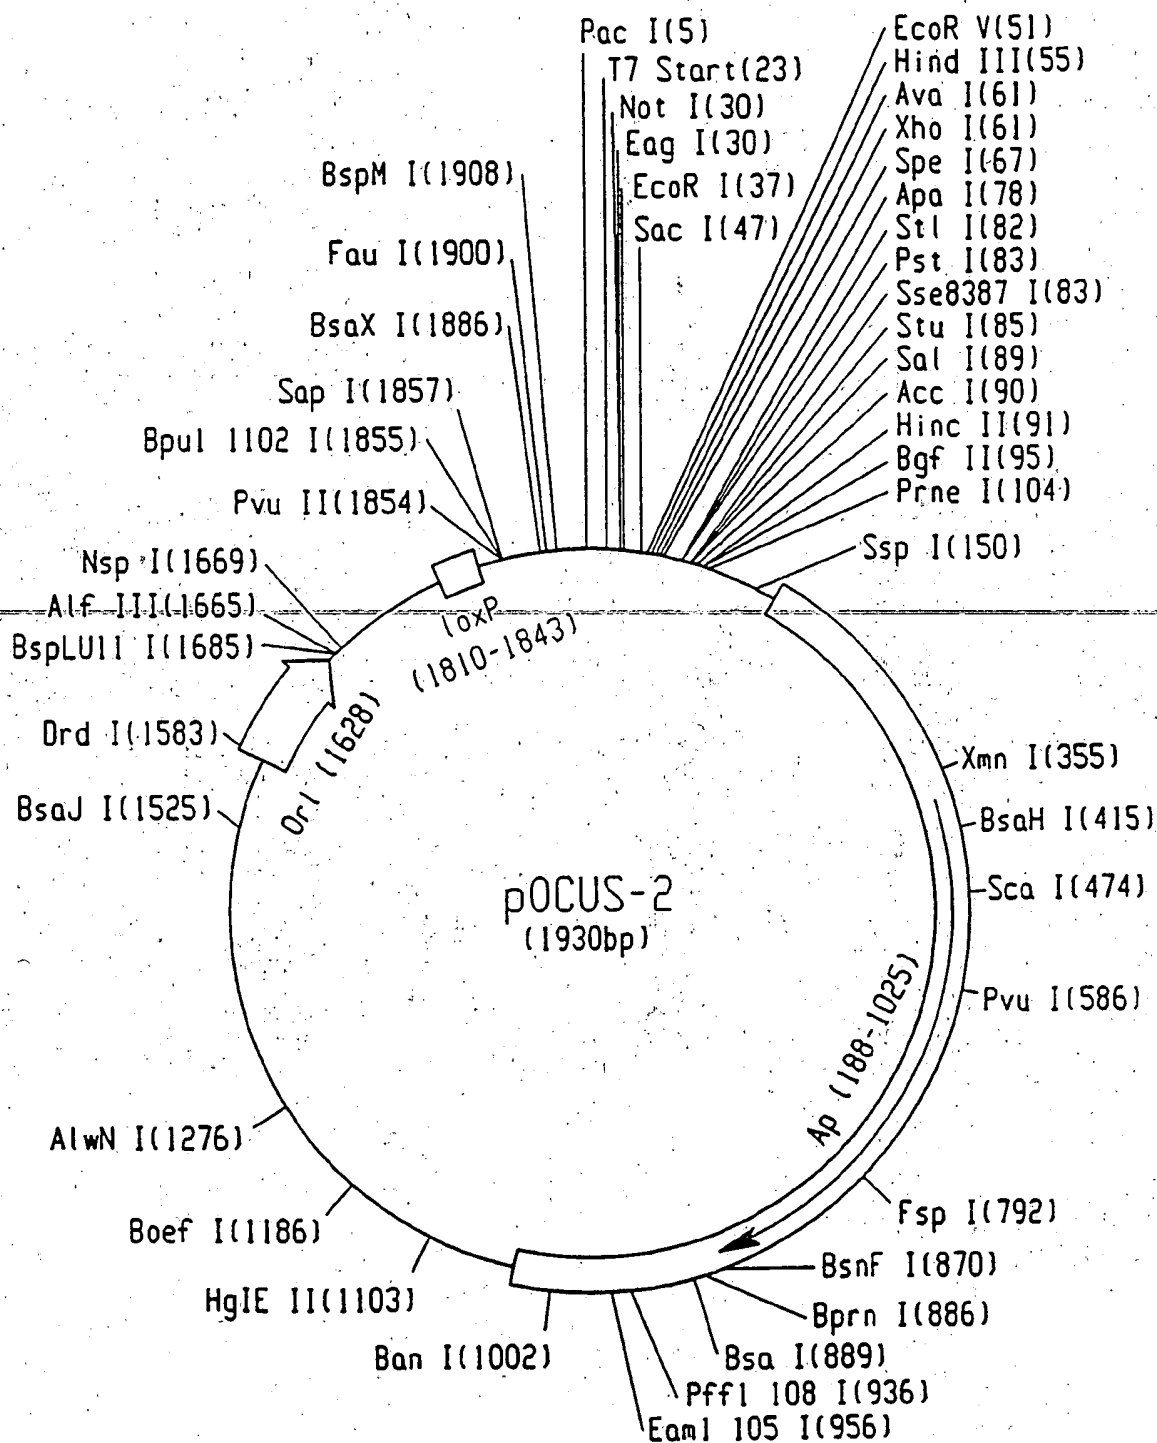 Pac I(5)
T7 Start(23)
Not I(30)
Eag I(30)
EcoR I(37)
Sac I(47)
EcoR V(51)
Hind III(55)
Ava I(61)
Xho I(61)
Spe I(67)
Apa I(78)
Stl I(82)
Pst I(83)
Sse8387 I(83)
Stu I(85)
Sal I(89)
Acc I(90)
Hinc II(91)
Bgf II(95)
Prne I(104)
Ssp I(150)
Xmn I(355)
BsaH I(415)
Sca I(474)
Pvu I(586)
Fsp I(792)
BsnF I(870)
Bprn I(886)
Bsa I(889)
Pff1 108 I(936)
Eam1 105 I(956)
Ban I(1002)
HgIE II(1103)
Boef I(1186)
AlwN I(1276)
BsaJ I(1525)
Drd I(1583)
BspLU11 I(1685)
Alf III(1665)
Nsp I(1669)
Pvu II(1854)
Bpu1 1102 I(1855)
Sap I(1857)
BsaX I(1886)
Fau I(1900)
BspM I(1908)
loxP
(1810-1843)
OrI (1628)
Ap (188-1025)
pOCUS-2
(1930bp)